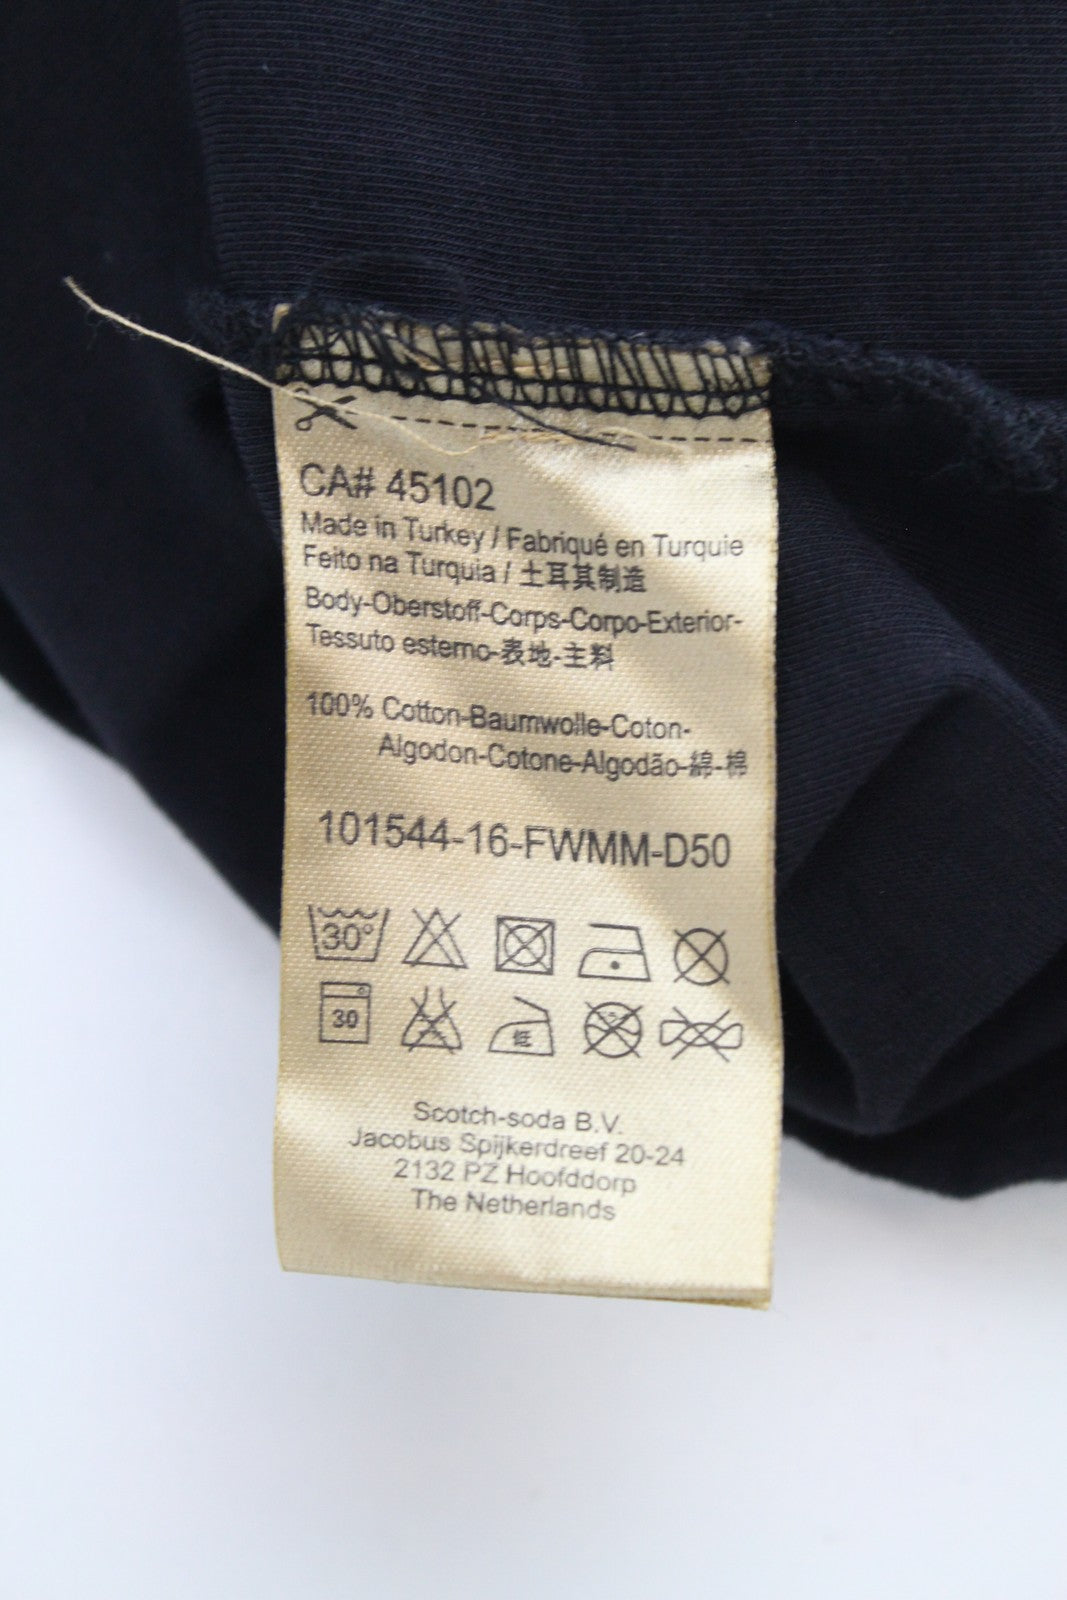 CA# 45102
Made in Turkey / Fabriqué en Turquie
Feito na Turquia / 土耳其制造
Body-Oberstoff-Corps-Corpo-Exterior-
Tessuto esterno-表地-主料
100% Cotton-Baumwolle-Coton-
Algodon-Cotone-Algodão-綿-棉
101544-16-FWMM-D50
30°
30 低
Scotch-soda B.V.
Jacobus Spijkerdreef 20-24
2132 PZ Hoofddorp
The Netherlands